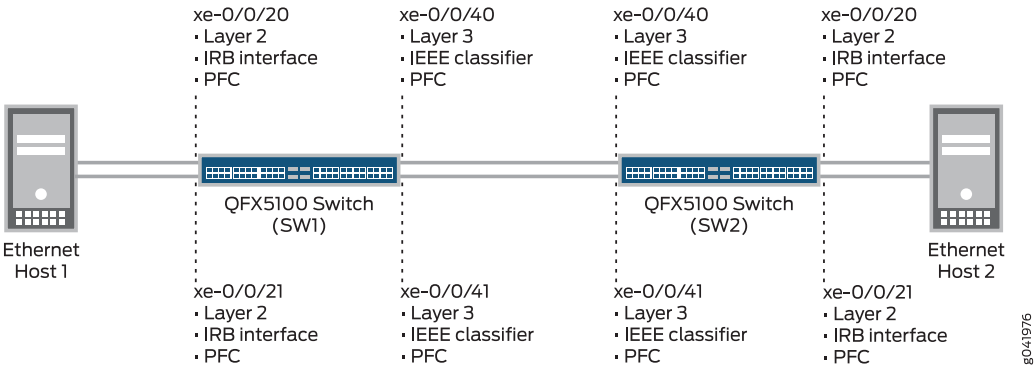 xe-0/0/20
▪ Layer 2
▪ IRB interface
▪ PFC
xe-0/0/40
▪ Layer 3
▪ IEEE classifier
▪ PFC
xe-0/0/40
▪ Layer 3
▪ IEEE classifier
▪ PFC
xe-0/0/20
▪ Layer 2
▪ IRB interface
▪ PFC
Ethernet
Host 1
QFX5100 Switch
(SW1)
QFX5100 Switch
(SW2)
Ethernet
Host 2
xe-0/0/21
▪ Layer 2
▪ IRB interface
▪ PFC
xe-0/0/41
▪ Layer 3
▪ IEEE classifier
▪ PFC
xe-0/0/41
▪ Layer 3
▪ IEEE classifier
▪ PFC
xe-0/0/21
▪ Layer 2
▪ IRB interface
▪ PFC
g041976